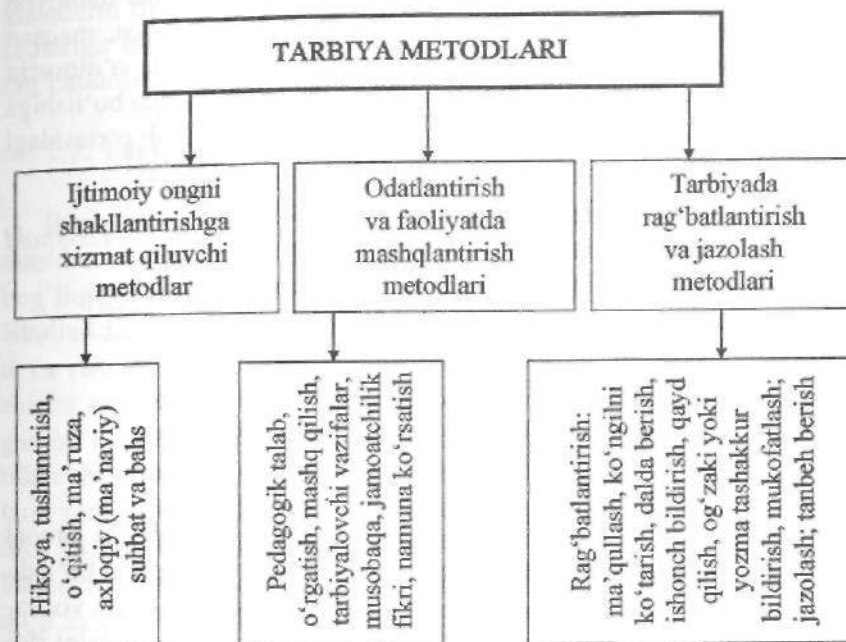 TARBIYA METODLARI
Ijtimoiy ongni
shakllantirishga
xizmat qiluvchi
metodlar
Odatlantirish
va faoliyatda
mashqlantirish
metodlari
Tarbiyada
rag‘batlantirish
va jazolash
metodlari
Hikoya, tushuntirish,
o‘qitish, ma’ruza,
axloqiy (ma’naviy)
suhbat va bahs
Pedagogik talab,
o‘rgatish, mashq qilish,
tarbiyalovchi vazifalar,
musobaqa, jamoatchilik
fikri, namuna ko‘rsatish
Rag‘batlantirish:
ma’qullash, ko‘ngilni
ko‘tarish, dalda berish,
ishonch bildirish, qayd
qilish, og‘zaki yoki
yozma tashakkur
bildirish, mukofatlash;
jazolash; tanbeh berish